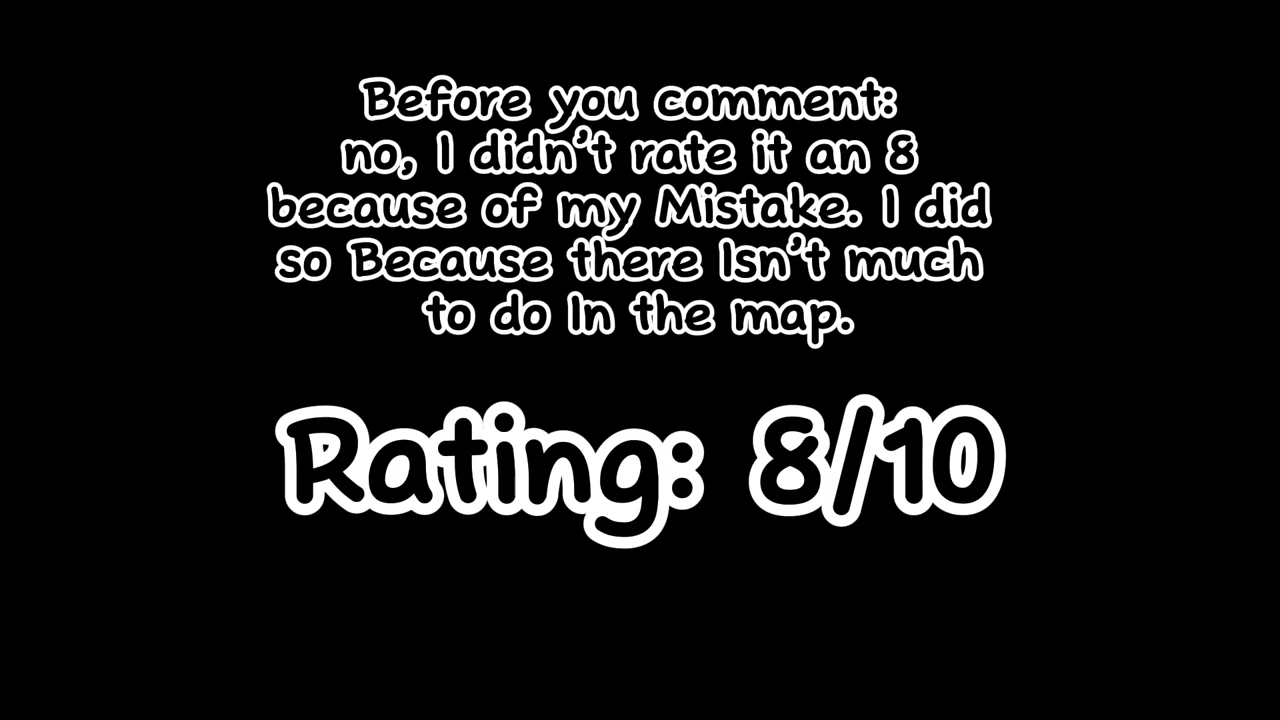 Before you comment:
no, I didn't rate it an 8
because of my Mistake. I did
so Because there Isn't much
to do In the map.
Rating: 8/10